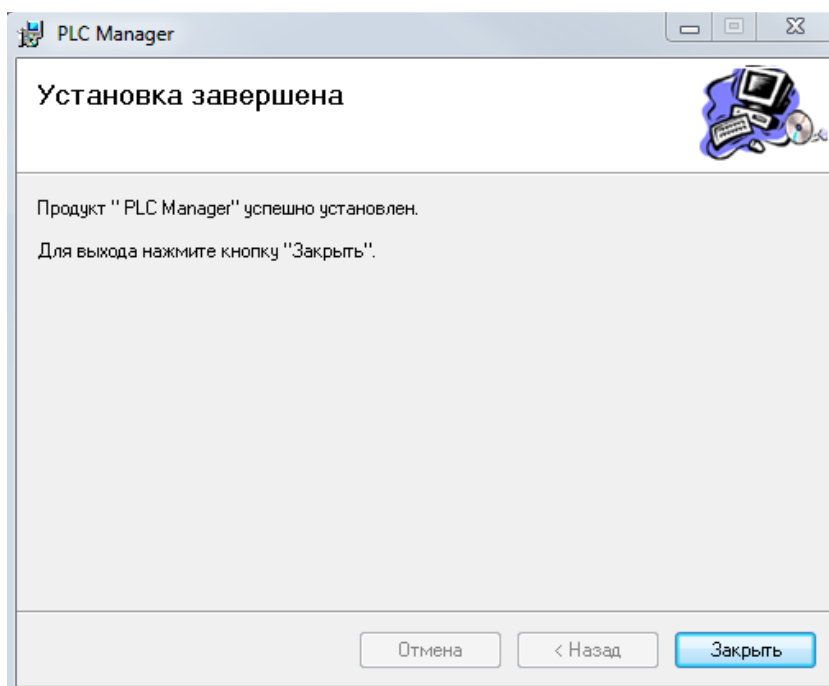 PLC Manager
Установка завершена
Продукт " PLC Manager" успешно установлен.
Для выхода нажмите кнопку "Закрыть".
Отмена
< Назад
Закрыть